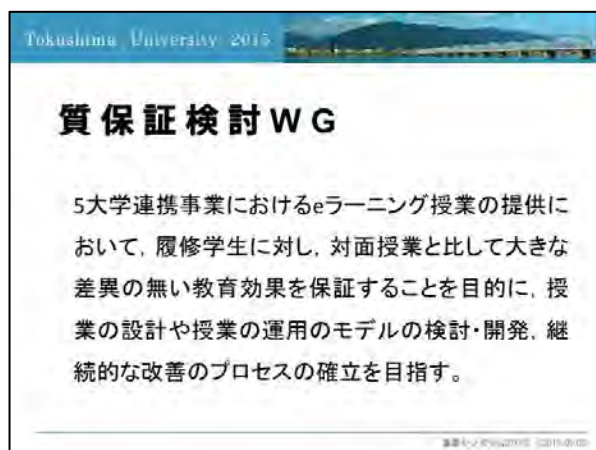 Tokushima University 2015
質保証検討WG
5大学連携事業におけるeラーニング授業の提供に
おいて，履修学生に対し，対面授業と比して大きな
差異の無い教育効果を保証することを目的に，授
業の設計や授業の運用のモデルの検討・開発，継
続的な改善のプロセスの確立を目指す。